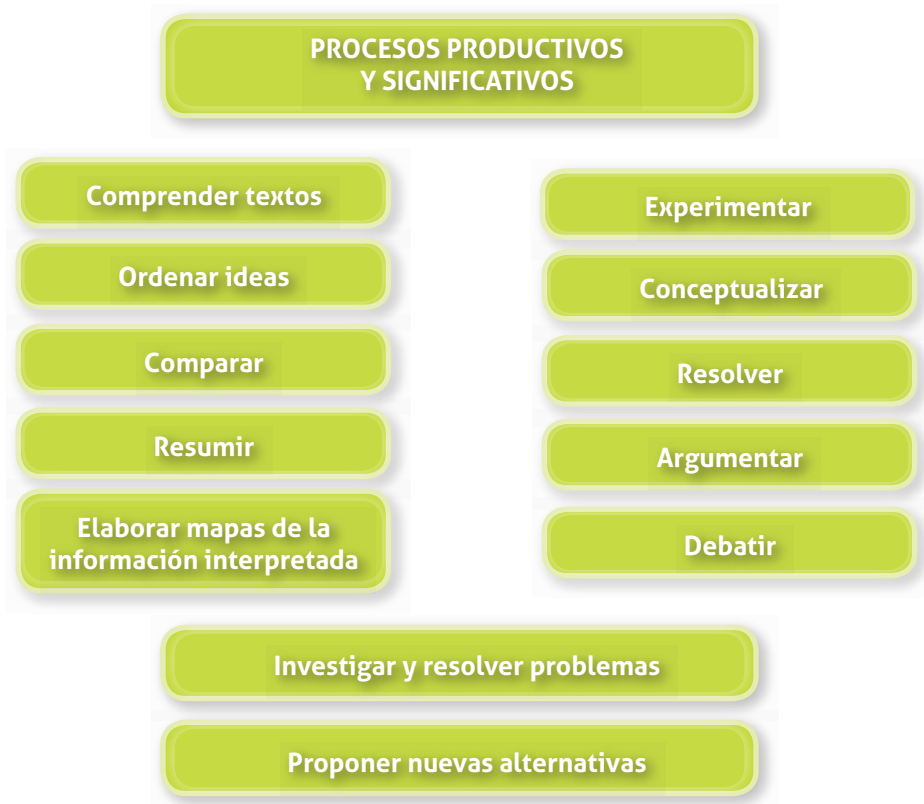 PROCESOS PRODUCTIVOS
Y SIGNIFICATIVOS
Comprender textos
Ordenar ideas
Comparar
Resumir
Elaborar mapas de la
información interpretada
Experimentar
Conceptualizar
Resolver
Argumentar
Debatir
Investigar y resolver problemas
Proponer nuevas alternativas